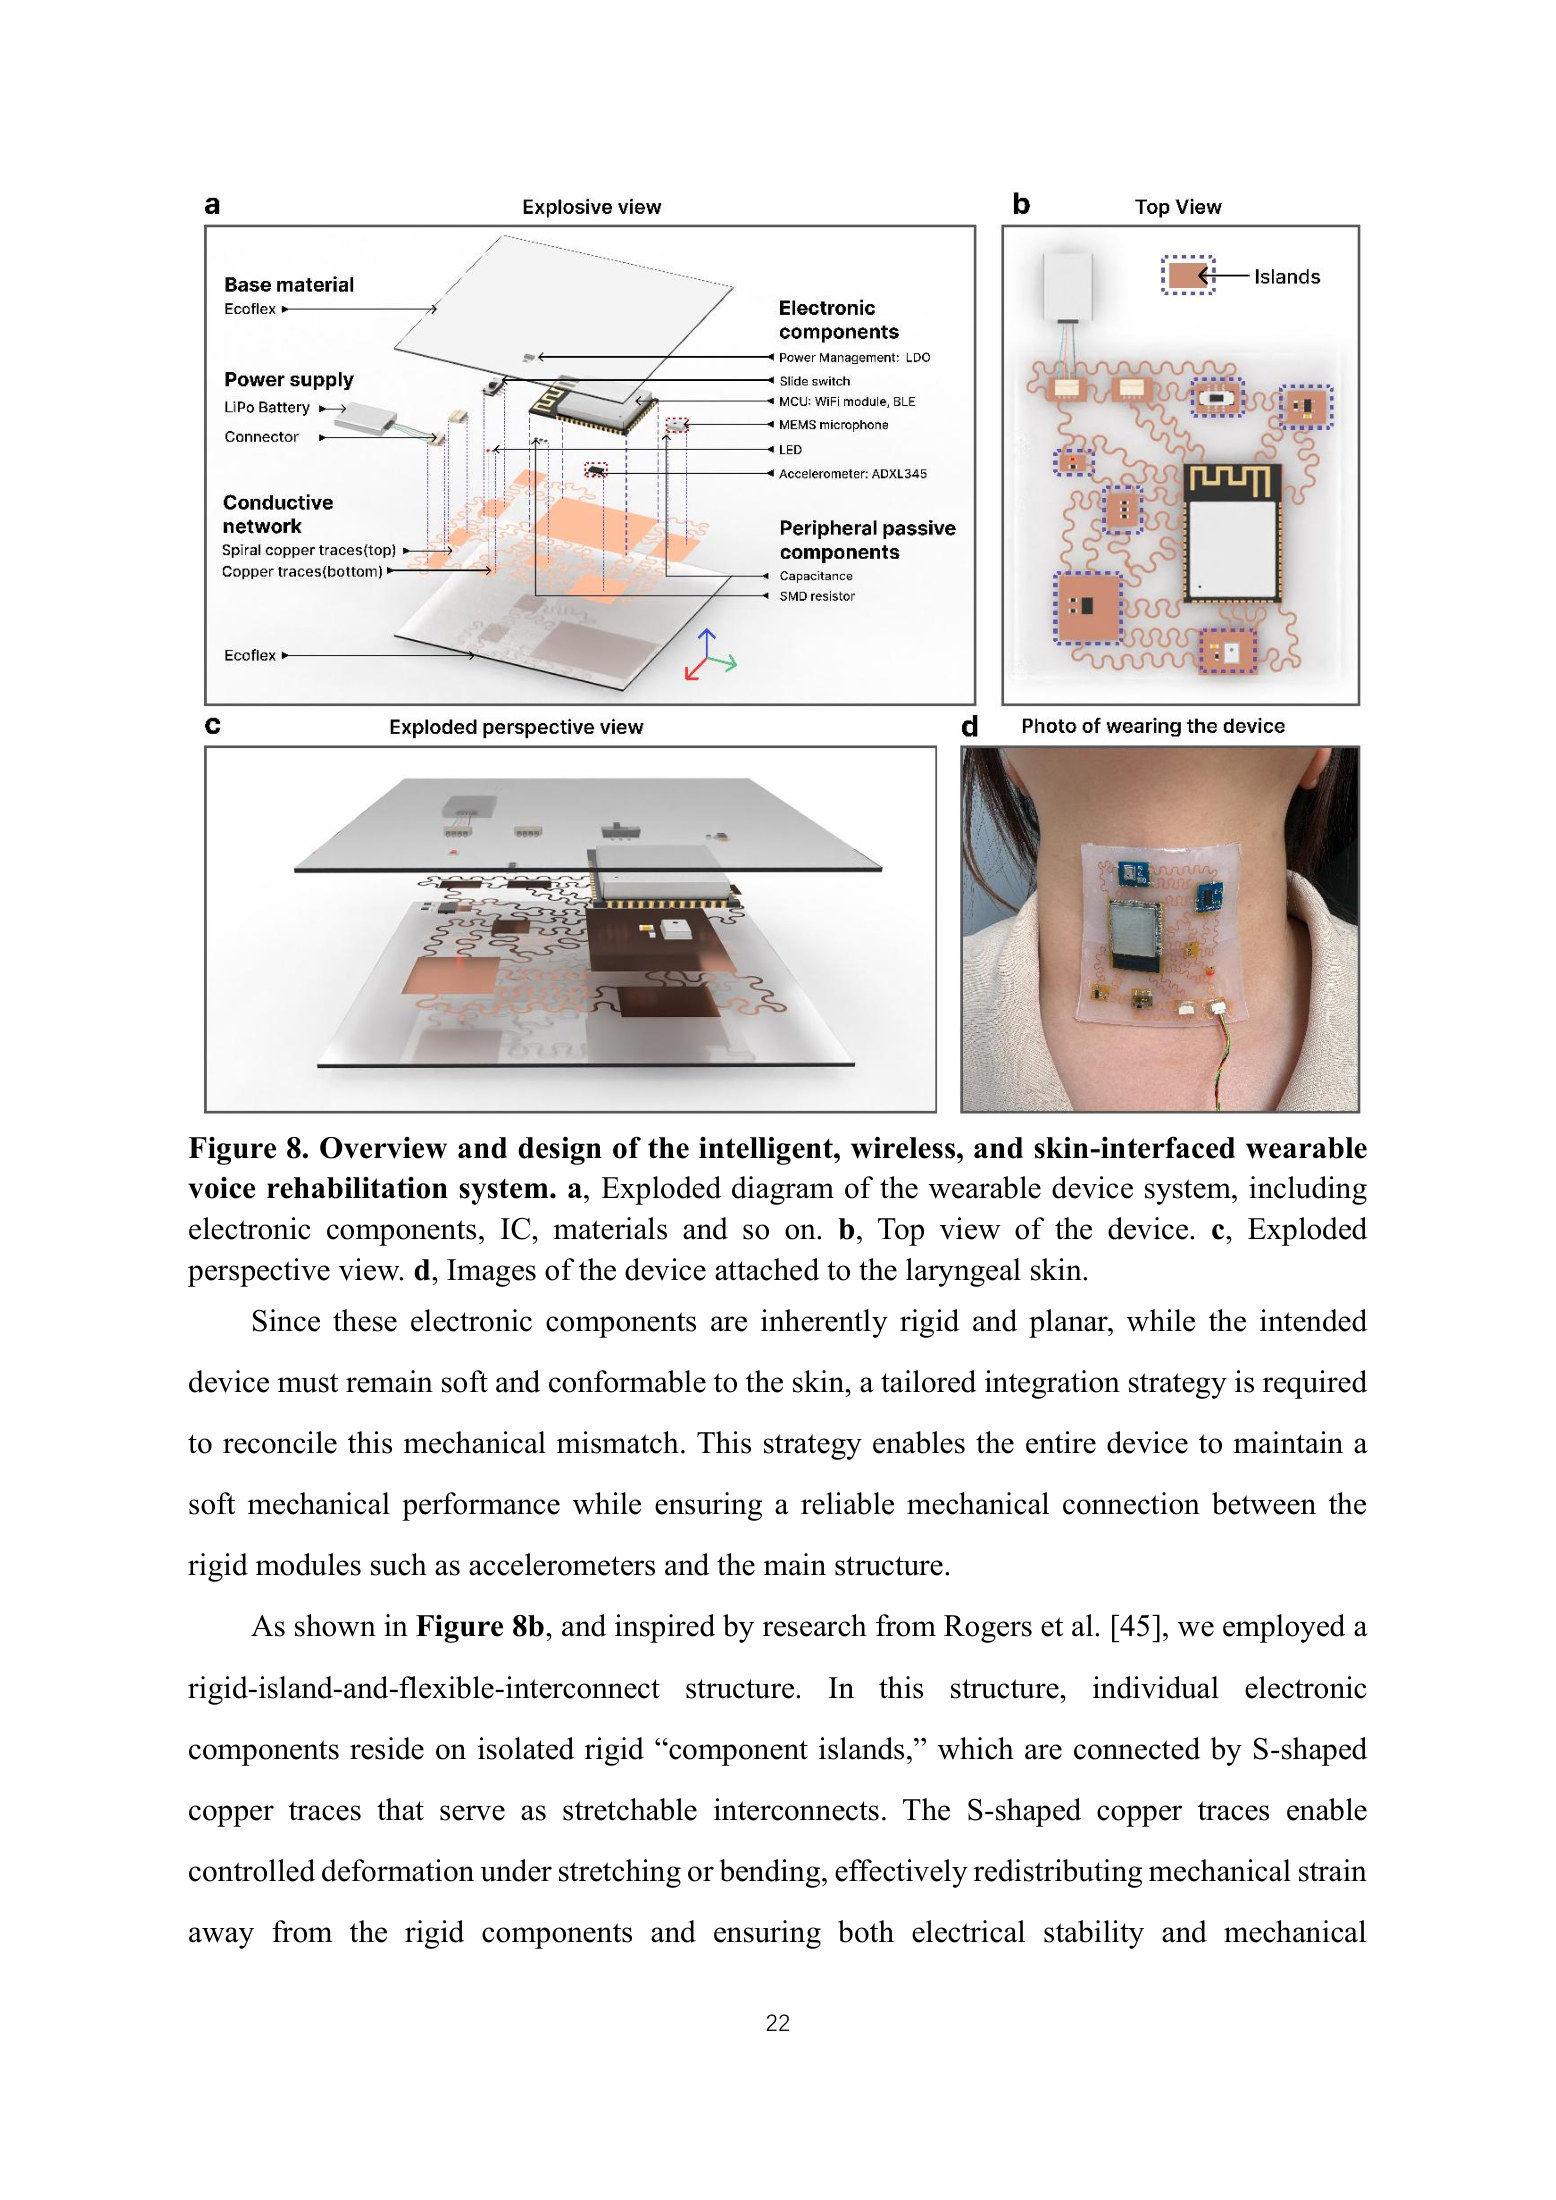 a
Explosive view
Base material
Ecoflex
Power supply
LiPo Battery
Connector
Conductive
network
Spiral copper traces(top)
Copper traces(bottom)
Ecoflex
Electronic
components
Power Management: LDO
Slide switch
MCU: WiFi module, BLE
MEMS microphone
LED
Accelerometer: ADXL345
Peripheral passive
components
Capacitance
SMD resistor
b
Top View
Islands
c
Exploded perspective view
d
Photo of wearing the device
Figure 8. Overview and design of the intelligent, wireless, and skin-interfaced wearable
voice rehabilitation system. a, Exploded diagram of the wearable device system, including
electronic components, IC, materials and so on. b, Top view of the device. c, Exploded
perspective view. d, Images of the device attached to the laryngeal skin.
Since these electronic components are inherently rigid and planar, while the intended
device must remain soft and conformable to the skin, a tailored integration strategy is required
to reconcile this mechanical mismatch. This strategy enables the entire device to maintain a
soft mechanical performance while ensuring a reliable mechanical connection between the
rigid modules such as accelerometers and the main structure.
As shown in Figure 8b, and inspired by research from Rogers et al. [45], we employed a
rigid-island-and-flexible-interconnect structure. In this structure, individual electronic
components reside on isolated rigid “component islands,” which are connected by S-shaped
copper traces that serve as stretchable interconnects. The S-shaped copper traces enable
controlled deformation under stretching or bending, effectively redistributing mechanical strain
away from the rigid components and ensuring both electrical stability and mechanical
22